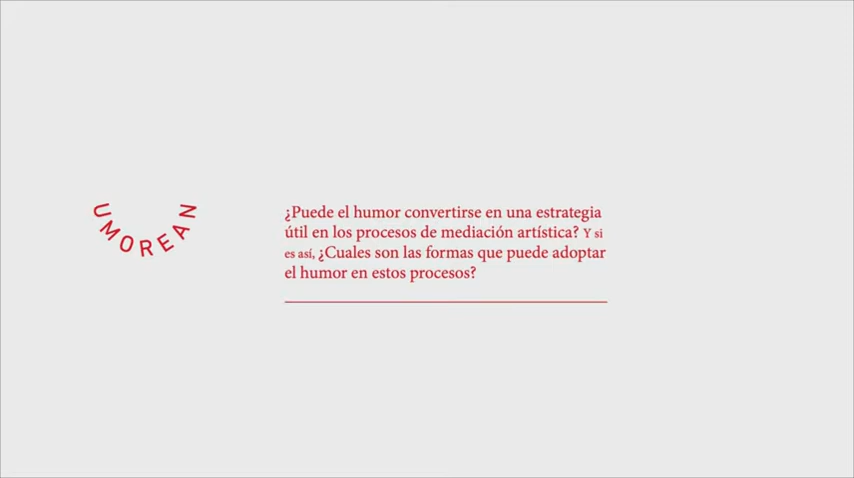 UMOREAN
¿Puede el humor convertirse en una estrategia
útil en los procesos de mediación artística? Y si
es así, ¿Cuales son las formas que puede adoptar
el humor en estos procesos?